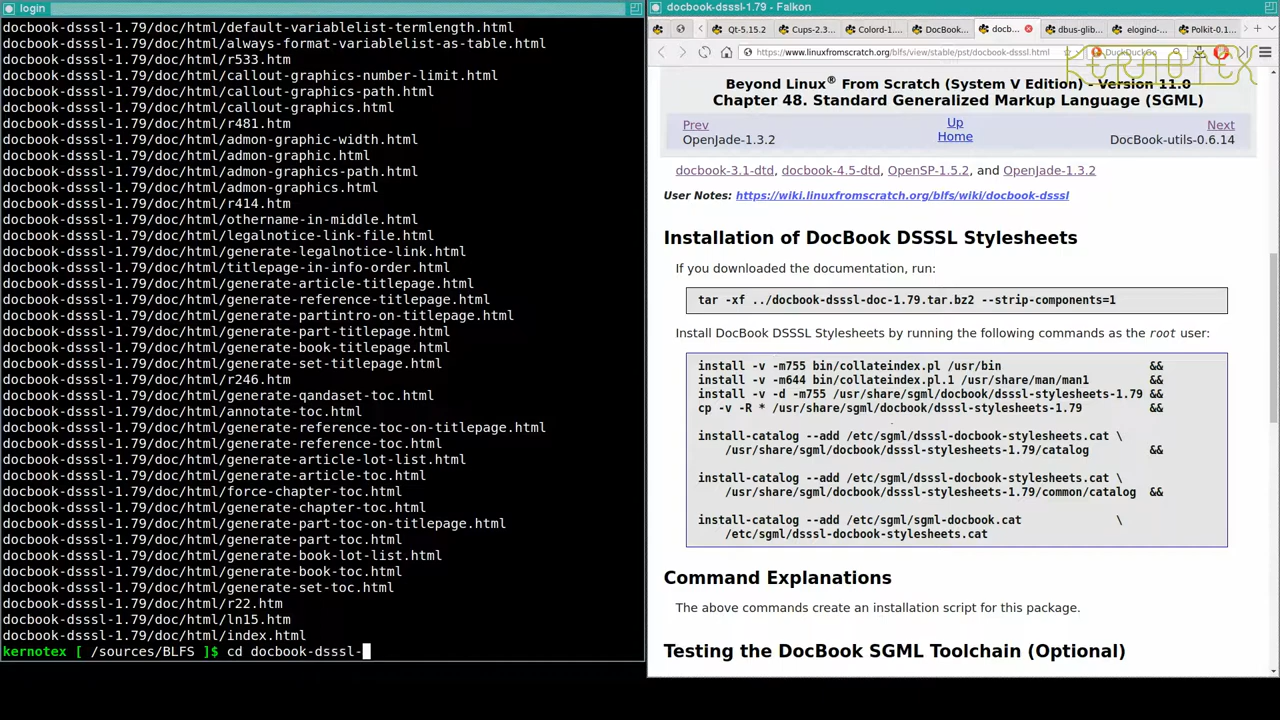 login
docbook-dsssl-1.79/doc/html/default-variablelist-termlength.html
docbook-dsssl-1.79/doc/html/always-format-variablelist-as-table.html
docbook-dsssl-1.79/doc/html/r533.htm
docbook-dsssl-1.79/doc/html/callout-graphics-number-limit.html
docbook-dsssl-1.79/doc/html/callout-graphics-path.html
docbook-dsssl-1.79/doc/html/callout-graphics.html
docbook-dsssl-1.79/doc/html/r481.htm
docbook-dsssl-1.79/doc/html/admon-graphic-width.html
docbook-dsssl-1.79/doc/html/admon-graphic.html
docbook-dsssl-1.79/doc/html/admon-graphics-path.html
docbook-dsssl-1.79/doc/html/admon-graphics.html
docbook-dsssl-1.79/doc/html/r414.htm
docbook-dsssl-1.79/doc/html/othername-in-middle.html
docbook-dsssl-1.79/doc/html/legalnotice-link-file.html
docbook-dsssl-1.79/doc/html/generate-legalnotice-link.html
docbook-dsssl-1.79/doc/html/titlepage-in-info-order.html
docbook-dsssl-1.79/doc/html/generate-article-titlepage.html
docbook-dsssl-1.79/doc/html/generate-reference-titlepage.html
docbook-dsssl-1.79/doc/html/generate-partintro-on-titlepage.html
docbook-dsssl-1.79/doc/html/generate-part-titlepage.html
docbook-dsssl-1.79/doc/html/generate-book-titlepage.html
docbook-dsssl-1.79/doc/html/generate-set-titlepage.html
docbook-dsssl-1.79/doc/html/r246.htm
docbook-dsssl-1.79/doc/html/generate-qandaset-toc.html
docbook-dsssl-1.79/doc/html/annotate-toc.html
docbook-dsssl-1.79/doc/html/generate-reference-toc-on-titlepage.html
docbook-dsssl-1.79/doc/html/generate-reference-toc.html
docbook-dsssl-1.79/doc/html/generate-article-lot-list.html
docbook-dsssl-1.79/doc/html/generate-article-toc.html
docbook-dsssl-1.79/doc/html/force-chapter-toc.html
docbook-dsssl-1.79/doc/html/generate-chapter-toc.html
docbook-dsssl-1.79/doc/html/generate-part-toc-on-titlepage.html
docbook-dsssl-1.79/doc/html/generate-part-toc.html
docbook-dsssl-1.79/doc/html/generate-book-lot-list.html
docbook-dsssl-1.79/doc/html/generate-book-toc.html
docbook-dsssl-1.79/doc/html/generate-set-toc.html
docbook-dsssl-1.79/doc/html/r22.htm
docbook-dsssl-1.79/doc/html/ln15.htm
docbook-dsssl-1.79/doc/html/index.html
kernotex [ /sources/BLFS ]$ cd docbook-dsssl-
docbook-dsssl-1.79 - Falkon
Qt-5.15.2 Cups-2.3... Colord-1... DocBook... docb... dbus-glib... elogind-... Polkit-0.1...
https://www.linuxfromscratch.org/blfs/view/stable/pst/docbook-dsssl.html DuckDuckGo
KERNOTEX
Beyond Linux® From Scratch (System V Edition) - Version 11.0
Chapter 48. Standard Generalized Markup Language (SGML)
Prev Up Next
OpenJade-1.3.2 Home DocBook-utils-0.6.14
docbook-3.1-dtd, docbook-4.5-dtd, OpenSP-1.5.2, and OpenJade-1.3.2
User Notes: https://wiki.linuxfromscratch.org/blfs/wiki/docbook-dsssl
Installation of DocBook DSSSL Stylesheets
If you downloaded the documentation, run:
tar -xf ../docbook-dsssl-doc-1.79.tar.bz2 --strip-components=1
Install DocBook DSSSL Stylesheets by running the following commands as the root user:
install -v -m755 bin/collateindex.pl /usr/bin &&
install -v -m644 bin/collateindex.pl.1 /usr/share/man/man1 &&
install -v -d -m755 /usr/share/sgml/docbook/dsssl-stylesheets-1.79 &&
cp -v -R * /usr/share/sgml/docbook/dsssl-stylesheets-1.79 &&
install-catalog --add /etc/sgml/dsssl-docbook-stylesheets.cat \
/usr/share/sgml/docbook/dsssl-stylesheets-1.79/catalog &&
install-catalog --add /etc/sgml/dsssl-docbook-stylesheets.cat \
/usr/share/sgml/docbook/dsssl-stylesheets-1.79/common/catalog &&
install-catalog --add /etc/sgml/sgml-docbook.cat \
/etc/sgml/dsssl-docbook-stylesheets.cat
Command Explanations
The above commands create an installation script for this package.
Testing the DocBook SGML Toolchain (Optional)